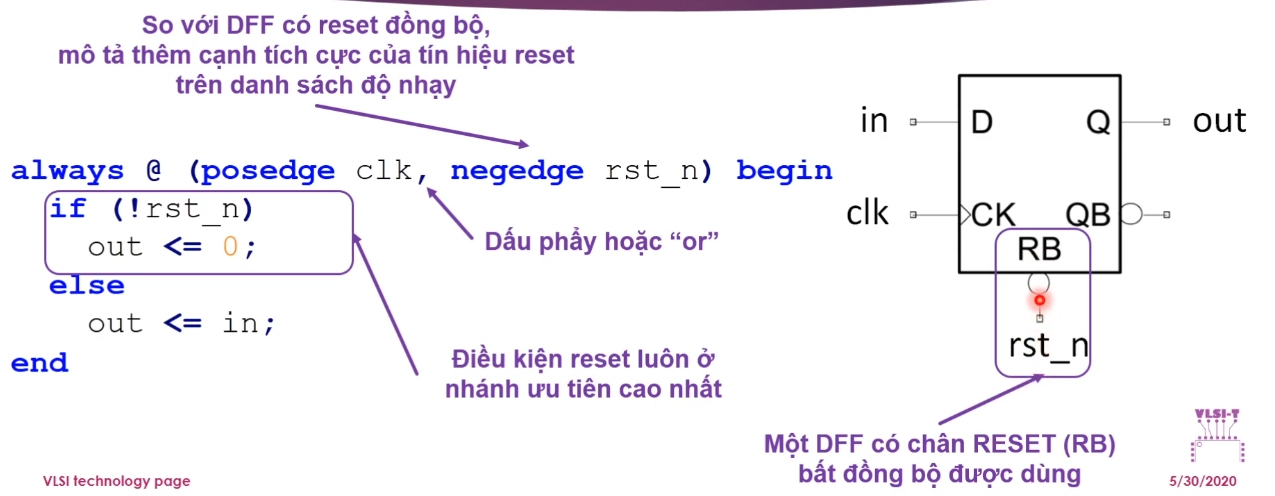 So với DFF có reset đồng bộ,
mô tả thêm cạnh tích cực của tín hiệu reset
trên danh sách độ nhạy
always @ (posedge clk, negedge rst_n) begin
if (!rst_n)
out <= 0;
else
out <= in;
end
Dấu phẩy hoặc “or”
Điều kiện reset luôn ở
nhánh ưu tiên cao nhất
in
D
Q
out
clk
CK
QB
RB
rst_n
Một DFF có chân RESET (RB)
bất đồng bộ được dùng
VLSI-T
VLSI technology page
5/30/2020